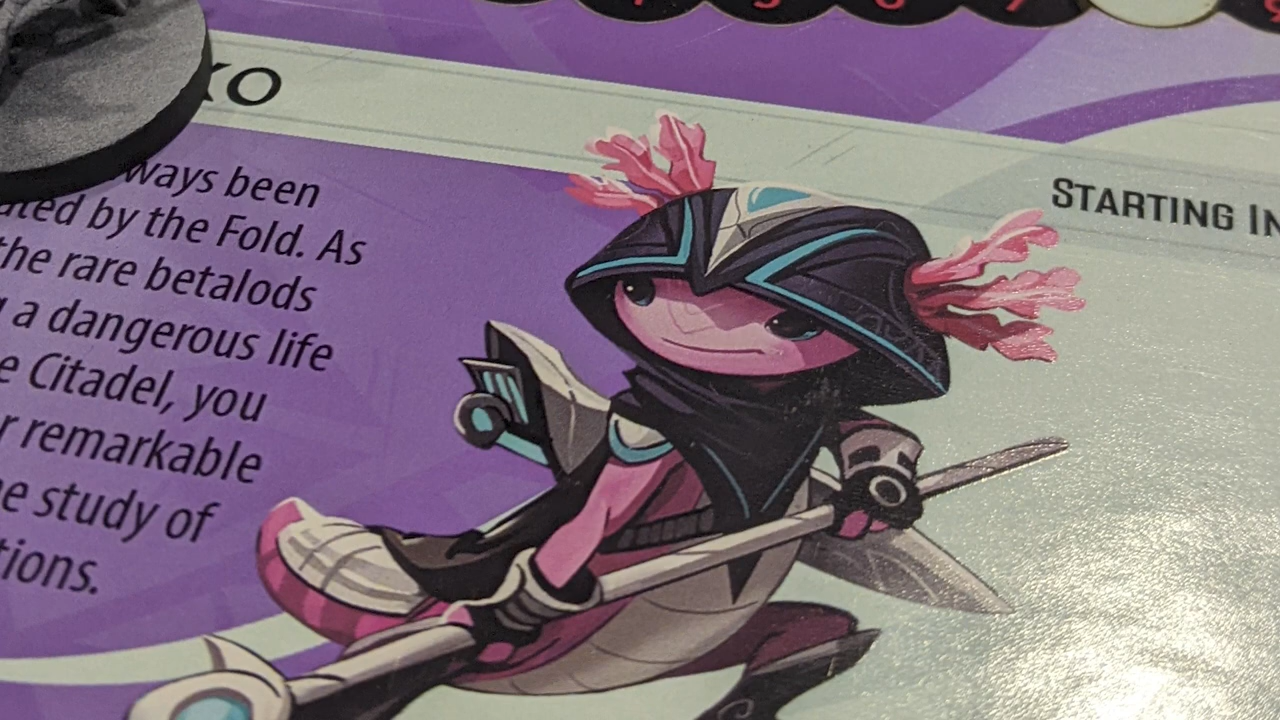 KO
ways been
ated by the Fold. As
the rare betalods
g a dangerous life
e Citadel, you
r remarkable
e study of
tions.
STARTING IN